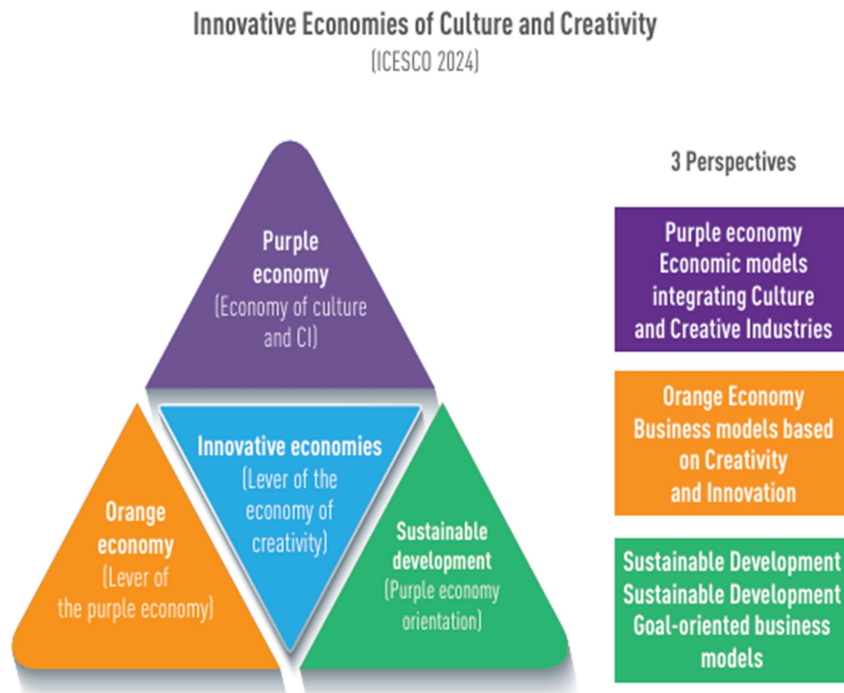 Innovative Economies of Culture and Creativity
(ICESCO 2024)
Purple
economy
(Economy of culture
and CI)
Innovative economies
(Lever of the
economy of
creativity)
Orange
economy
(Lever of
the purple economy)
Sustainable
development
(Purple economy
orientation)
3 Perspectives
Purple economy
Economic models
integrating Culture
and Creative Industries
Orange Economy
Business models based
on Creativity
and Innovation
Sustainable Development
Sustainable Development
Goal-oriented business
models